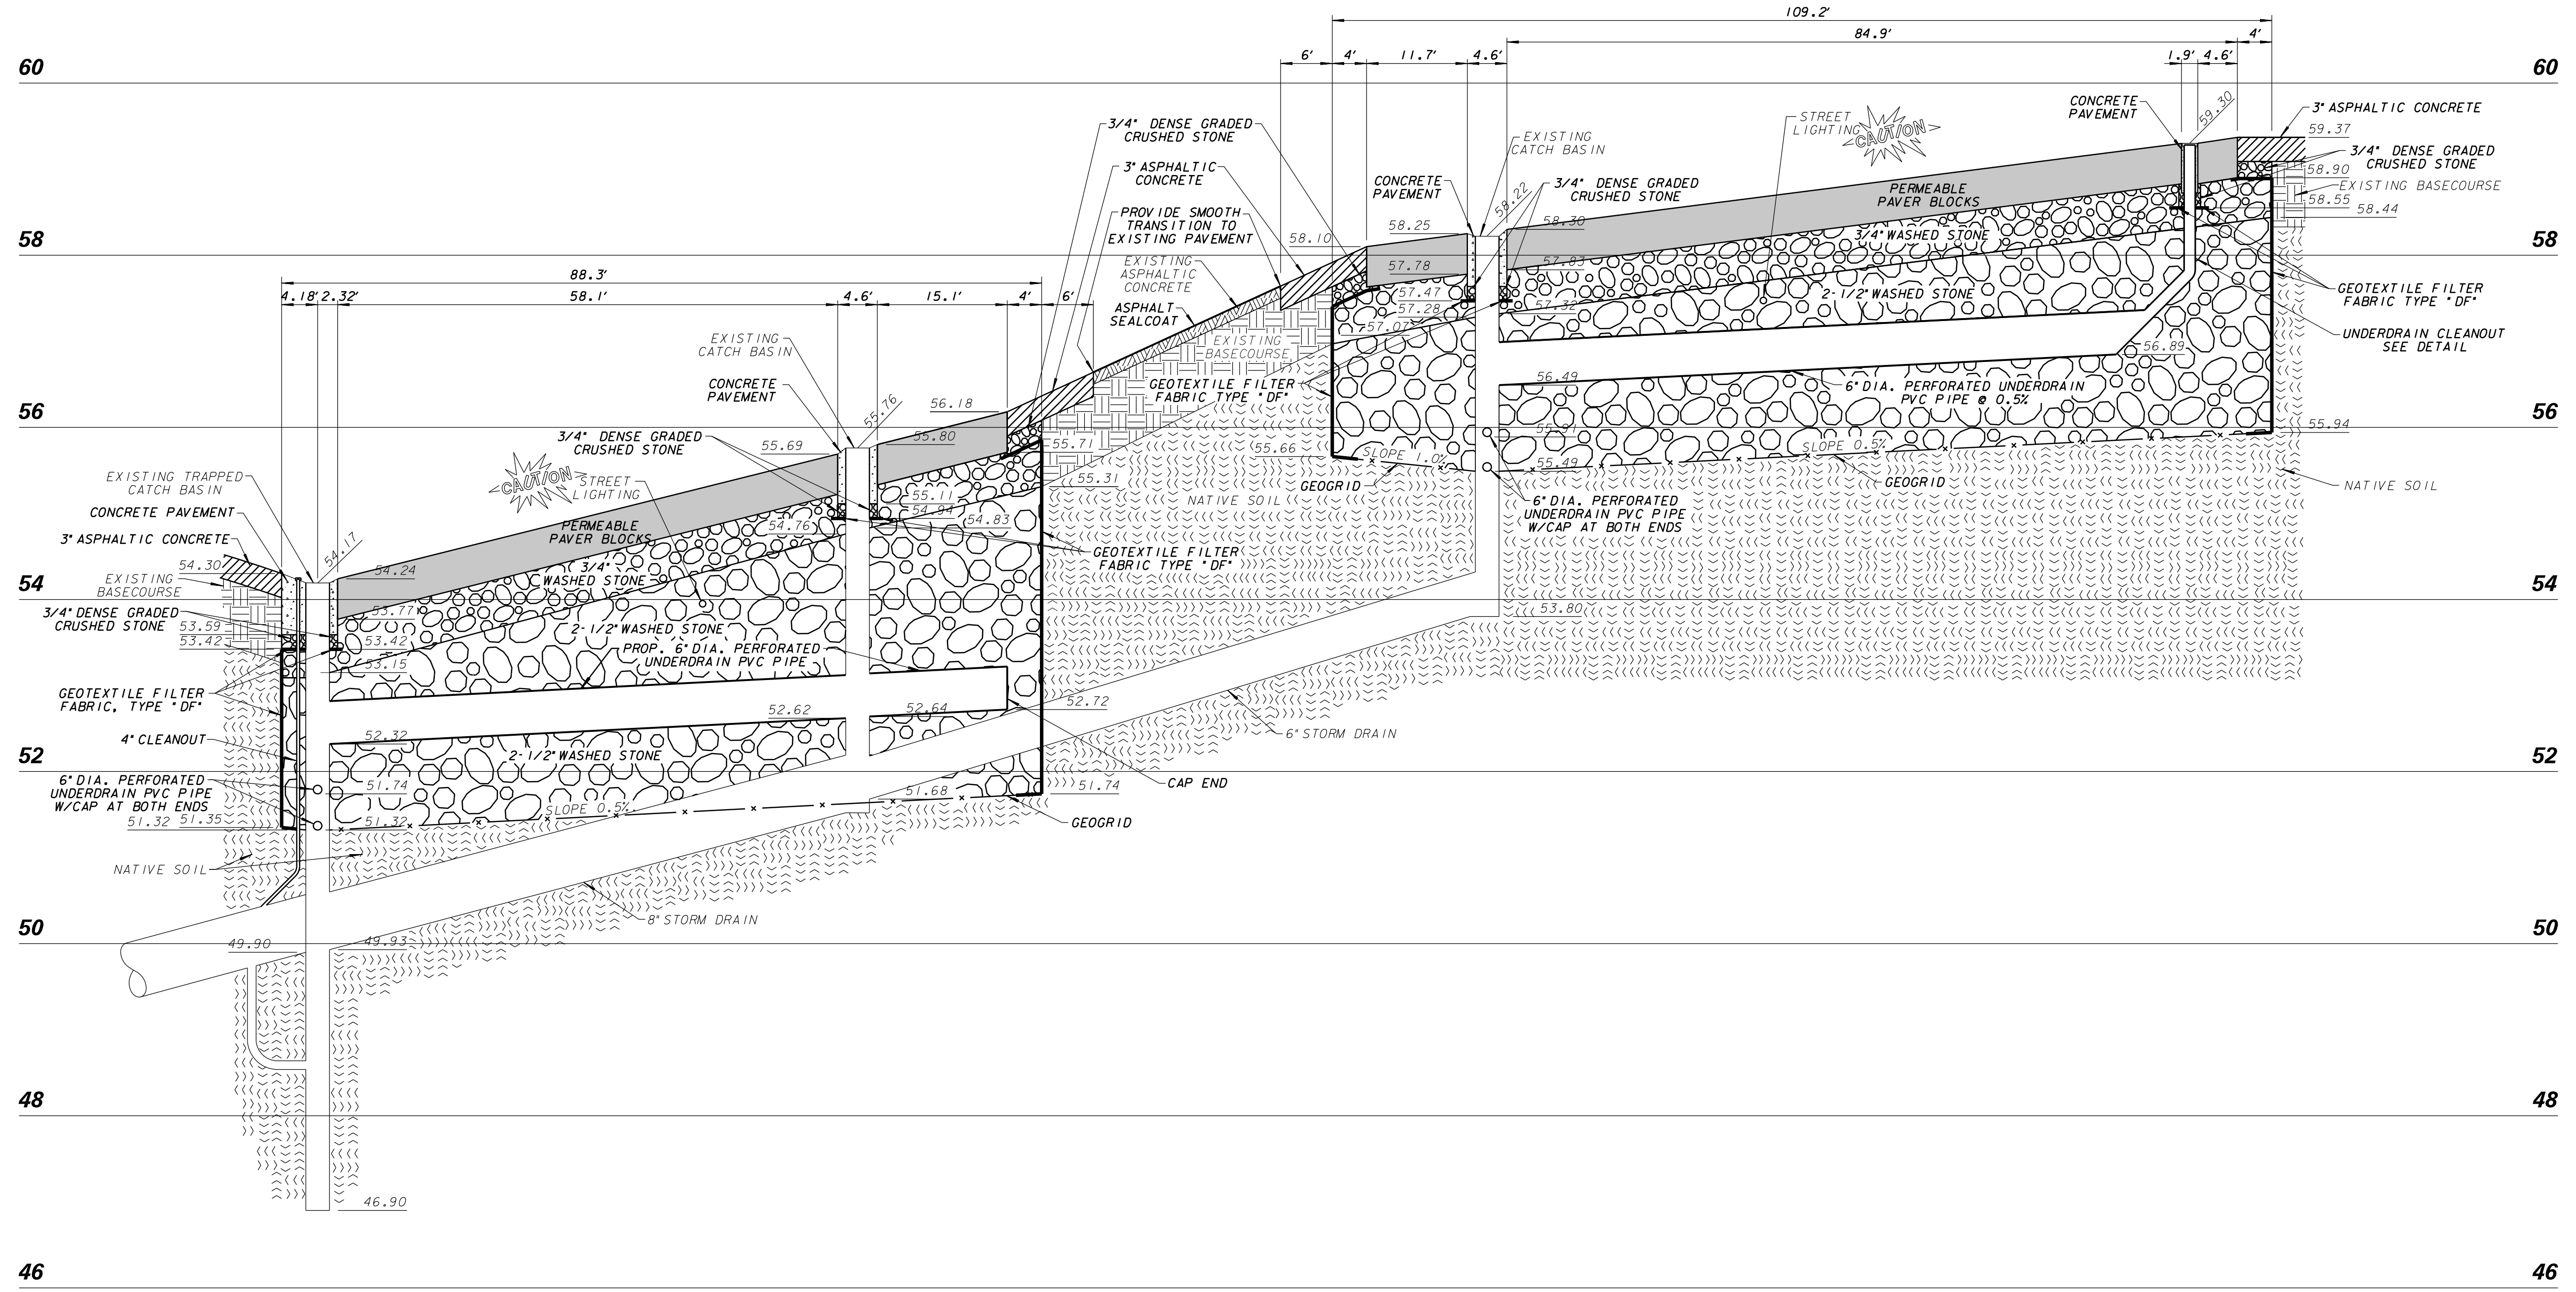 109.2'
84.9'
4'
6'
4'
11.7'
4.6'
1.9'
4.6'
60
60
CONCRETE
PAVEMENT
59.30
3" ASPHALTIC CONCRETE
59.37
3/4" DENSE GRADED
CRUSHED STONE
58.90
EXISTING BASECOURSE
58.55
58.44
STREET
LIGHTING
CAUTION
3/4" DENSE GRADED
CRUSHED STONE
EXISTING
CATCH BASIN
3" ASPHALTIC
CONCRETE
CONCRETE
PAVEMENT
58.22
3/4" DENSE GRADED
CRUSHED STONE
PERMEABLE
PAVER BLOCKS
PROVIDE SMOOTH
TRANSITION TO
EXISTING PAVEMENT
58.10
58.25
58.30
3/4" WASHED STONE
58
58
EXISTING
ASPHALTIC
CONCRETE
57.78
57.83
ASPHALT
SEALCOAT
57.47
57.28
57.07
57.32
2-1/2" WASHED STONE
GEOTEXTILE FILTER
FABRIC TYPE "DF"
UNDERDRAIN CLEANOUT
SEE DETAIL
88.3'
4.18'
2.32'
58.1'
4.6'
15.1'
4'
6'
EXISTING
CATCH BASIN
EXISTING
BASECOURSE
56.89
GEOTEXTILE FILTER
FABRIC TYPE "DF"
56.49
6" DIA. PERFORATED UNDERDRAIN
PVC PIPE @ 0.5%
CONCRETE
PAVEMENT
55.76
56.18
56
56
55.94
3/4" DENSE GRADED
CRUSHED STONE
55.69
55.80
55.71
55.66
SLOPE 1.0%
55.91
55.49
SLOPE 0.5%
GEOGRID
GEOGRID
NATIVE SOIL
NATIVE SOIL
6" DIA. PERFORATED
UNDERDRAIN PVC PIPE
W/CAP AT BOTH ENDS
EXISTING TRAPPED
CATCH BASIN
CAUTION
STREET
LIGHTING
55.31
55.11
54.94
54.83
54.76
CONCRETE PAVEMENT
3" ASPHALTIC CONCRETE
54.17
PERMEABLE
PAVER BLOCKS
GEOTEXTILE FILTER
FABRIC TYPE "DF"
54.30
54.24
EXISTING
BASECOURSE
3/4"
WASHED STONE
54
54
3/4" DENSE GRADED
CRUSHED STONE
53.77
53.80
53.59
53.42
53.42
53.15
2-1/2" WASHED STONE
PROP. 6" DIA. PERFORATED
UNDERDRAIN PVC PIPE
GEOTEXTILE FILTER
FABRIC, TYPE "DF"
52.62
52.64
52.72
4" CLEANOUT
52.32
2-1/2" WASHED STONE
6" STORM DRAIN
52
52
6" DIA. PERFORATED
UNDERDRAIN PVC PIPE
W/CAP AT BOTH ENDS
51.74
51.68
51.74
CAP END
SLOPE 0.5%
51.32
51.35
51.32
GEOGRID
NATIVE SOIL
8" STORM DRAIN
50
50
49.90
49.93
48
48
46.90
46
46